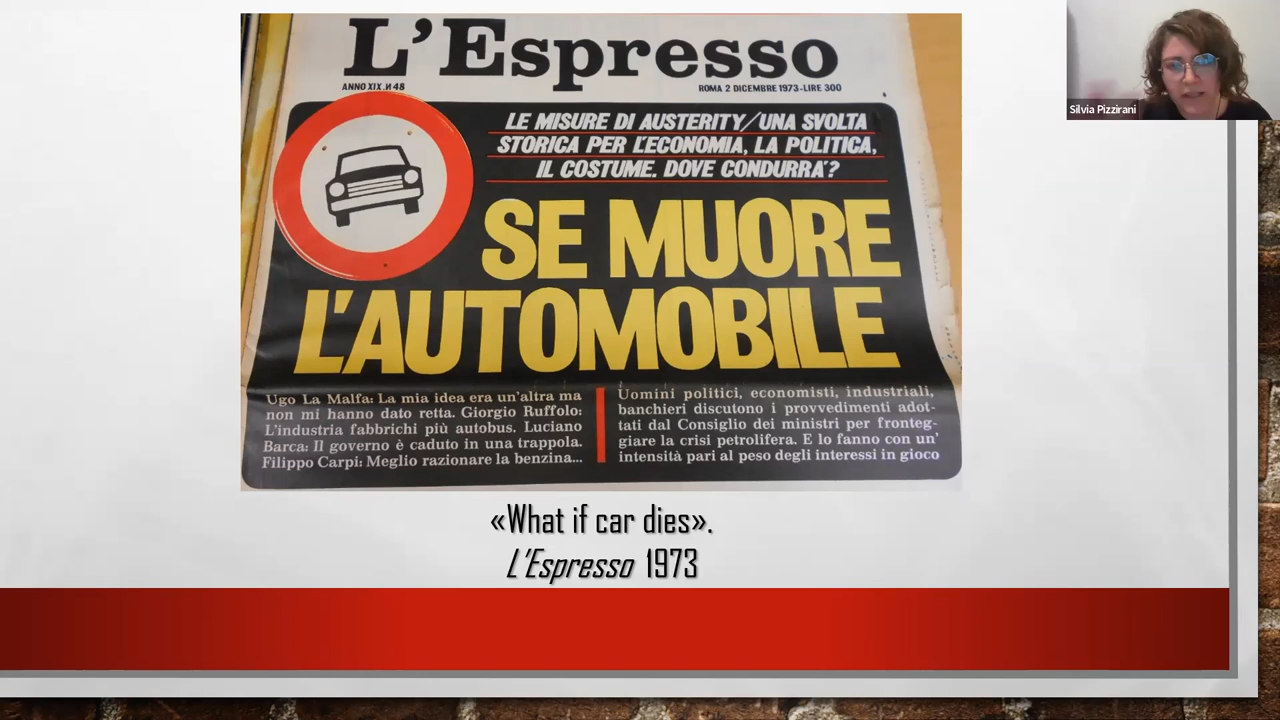 L'Espresso
ANNO XIX.N 48
ROMA 2 DICEMBRE 1973-LIRE 300
LE MISURE DI AUSTERITY/UNA SVOLTA
STORICA PER L'ECONOMIA, LA POLITICA,
IL COSTUME. DOVE CONDURRA'?
SE MUORE
L'AUTOMOBILE
Ugo La Malfa: La mia idea era un'altra ma
non mi hanno dato retta. Giorgio Ruffolo:
L'industria fabbrichi più autobus. Luciano
Barca: Il governo è caduto in una trappola.
Filippo Carpi: Meglio razionare la benzina...
Uomini politici, economisti, industriali,
banchieri discutono i provvedimenti adot-
tati dal Consiglio dei ministri per fronteg-
giare la crisi petrolifera. E lo fanno con un'
intensità pari al peso degli interessi in gioco
«What if car dies».
L'Espresso 1973
Silvia Pizzirani